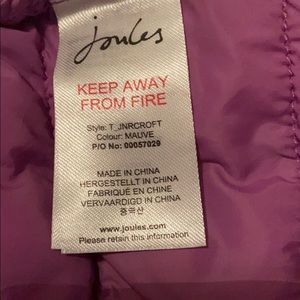 joules
KEEP AWAY
FROM FIRE
Style: T_JNRCROFT
Colour: MAUVE
P/O No: 00057029
MADE IN CHINA
HERGESTELLT IN CHINA
FABRIQUÉ EN CHINE
VERVAARDIGD IN CHINA
중국산
www.joules.com
Please retain this information